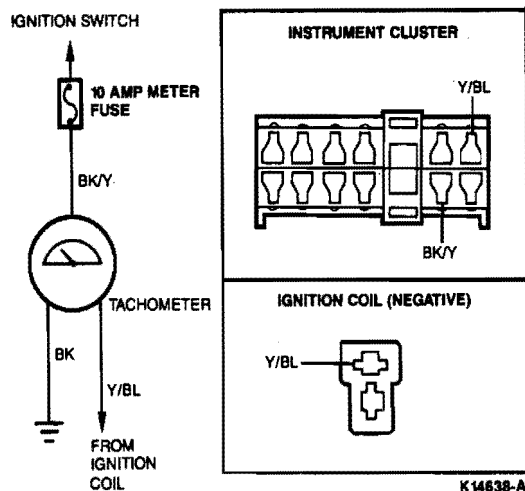 IGNITION SWITCH
10 AMP METER
FUSE
BK/Y
TACHOMETER
BK
Y/BL
FROM
IGNITION
COIL
INSTRUMENT CLUSTER
Y/BL
BK/Y
IGNITION COIL (NEGATIVE)
Y/BL
K14638-A